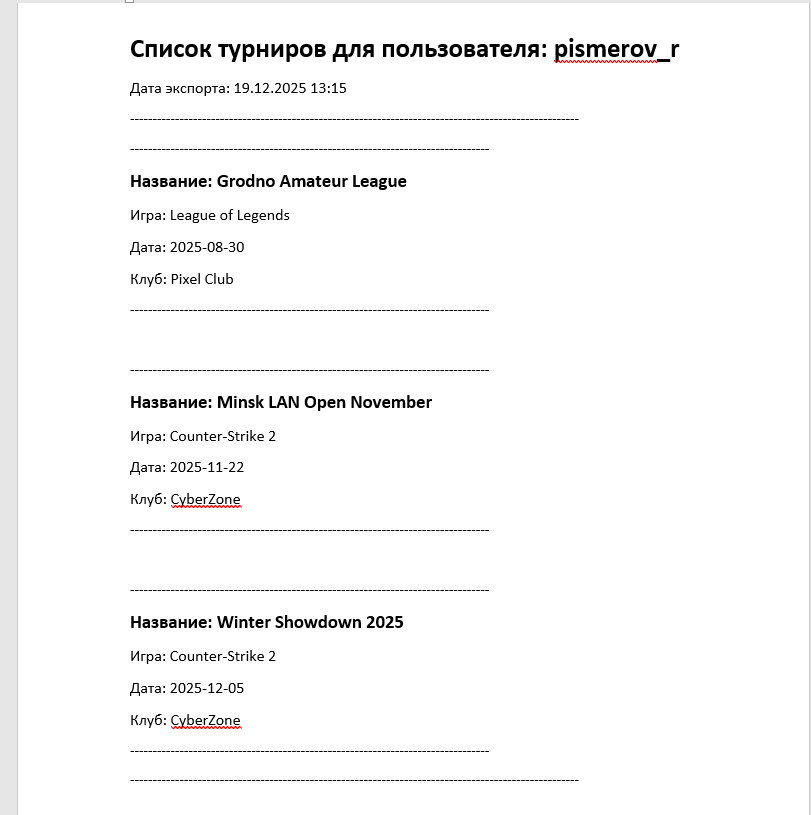 Список турниров для пользователя: pismerov_r
Дата экспорта: 19.12.2025 13:15
----------------------------------------------------------------------------------------------------
--------------------------------------------------------------------------------
Название: Grodno Amateur League
Игра: League of Legends
Дата: 2025-08-30
Клуб: Pixel Club
--------------------------------------------------------------------------------
--------------------------------------------------------------------------------
Название: Minsk LAN Open November
Игра: Counter-Strike 2
Дата: 2025-11-22
Клуб: CyberZone
--------------------------------------------------------------------------------
--------------------------------------------------------------------------------
Название: Winter Showdown 2025
Игра: Counter-Strike 2
Дата: 2025-12-05
Клуб: CyberZone
--------------------------------------------------------------------------------
----------------------------------------------------------------------------------------------------